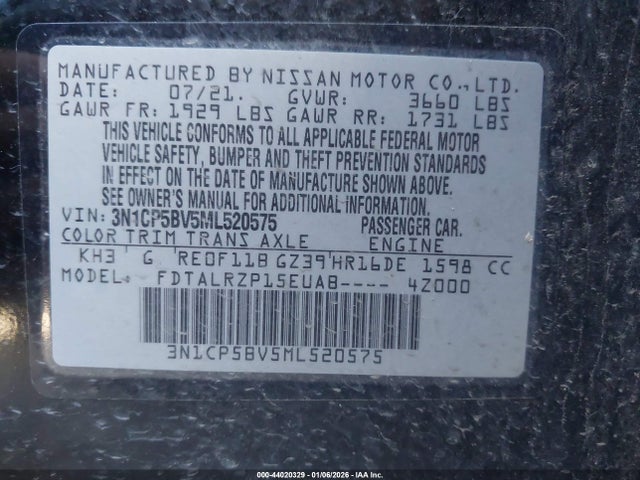 MANUFACTURED BY NISSAN MOTOR CO., LTD.
DATE: 07/21. GVWR: 3660 LBS
GAWR FR: 1929 LBS GAWR RR: 1731 LBS
THIS VEHICLE CONFORMS TO ALL APPLICABLE FEDERAL MOTOR
VEHICLE SAFETY, BUMPER AND THEFT PREVENTION STANDARDS
IN EFFECT ON THE DATE OF MANUFACTURE SHOWN ABOVE.
SEE OWNER'S MANUAL FOR ADDITIONAL INFORMATION.
VIN: 3N1CP5BV5ML520575 PASSENGER CAR.
COLOR TRIM TRANS AXLE ENGINE
KH3 G RE0F11B GZ39 HR16DE 1598 CC
MODEL: FDTALRZP15EUAB---- 4Z000
3N1CP5BV5ML520575
000-44020329 - 01/06/2026 - IAA Corp.